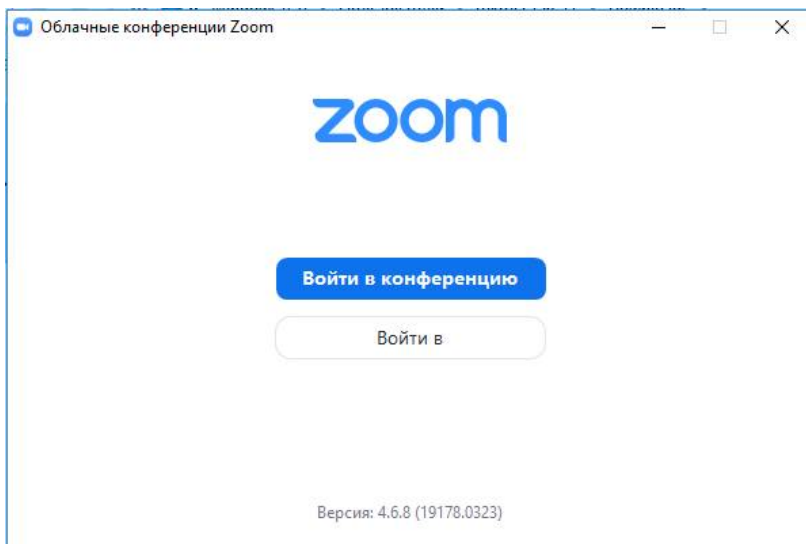 Облачные конференции Zoom
zoom
Войти в конференцию
Войти в
Версия: 4.6.8 (19178.0323)